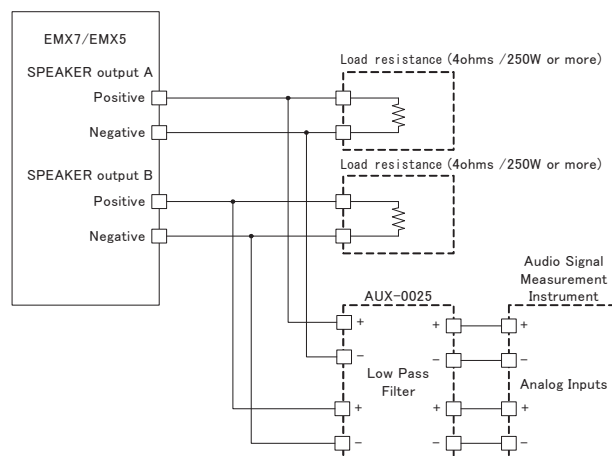 EMX7/EMX5
SPEAKER output A
Positive
Negative
SPEAKER output B
Positive
Negative
Load resistance (4ohms /250W or more)
Load resistance (4ohms /250W or more)
AUX-0025
Audio Signal
Measurement
Instrument
+ + +
− − −
Low Pass
Filter
Analog Inputs
+ + +
− − −